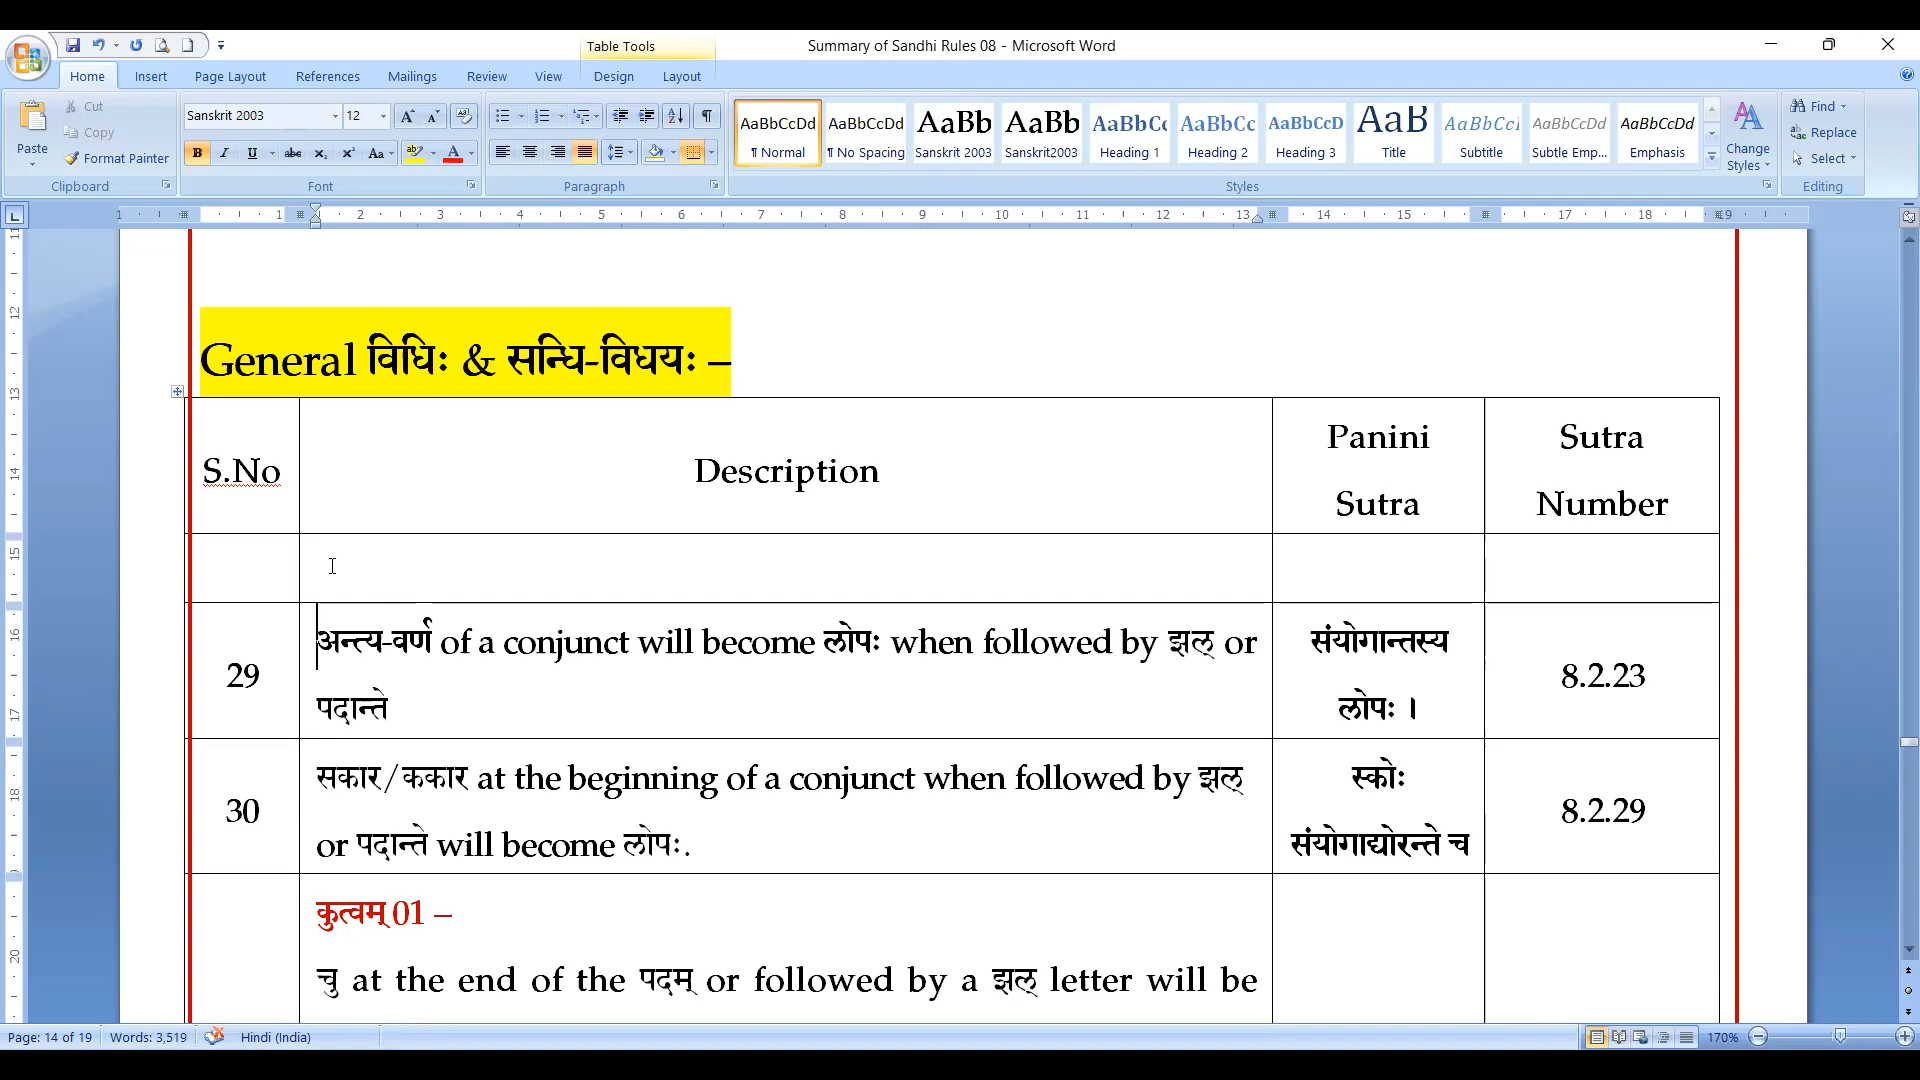 Table Tools
Summary of Sandhi Rules 08 - Microsoft Word
Home Insert Page Layout References Mailings Review View Design Layout
Paste
Cut
Copy
Format Painter
Clipboard
Sanskrit 2003 12
Font
Paragraph
AaBbCcDd AaBbCcDd AaBb AaBb AaBbCc AaBbCc AaBbCcD AaB AaBbCcI AaBbCcDd AaBbCcDd
¶ Normal ¶ No Spacing Sanskrit 2003 Sanskrit2003 Heading 1 Heading 2 Heading 3 Title Subtitle Subtle Emp... Emphasis
Change Styles
Styles
Find
Replace
Select
Editing
General विधिः & सन्धि-विधयः –
S.No Description Panini Sutra Sutra Number
29 अन्त्य-वर्ण of a conjunct will become लोपः when followed by झल् or
पदान्ते
संयोगान्तस्य
लोपः ।
8.2.23
30 सकार/ककार at the beginning of a conjunct when followed by झल्
or पदान्ते will become लोपः.
स्कोः
संयोगाद्योरन्ते च
8.2.29
कुत्वम् 01 –
चु at the end of the पदम् or followed by a झल् letter will be
Page: 14 of 19 Words: 3,519 Hindi (India) 170%